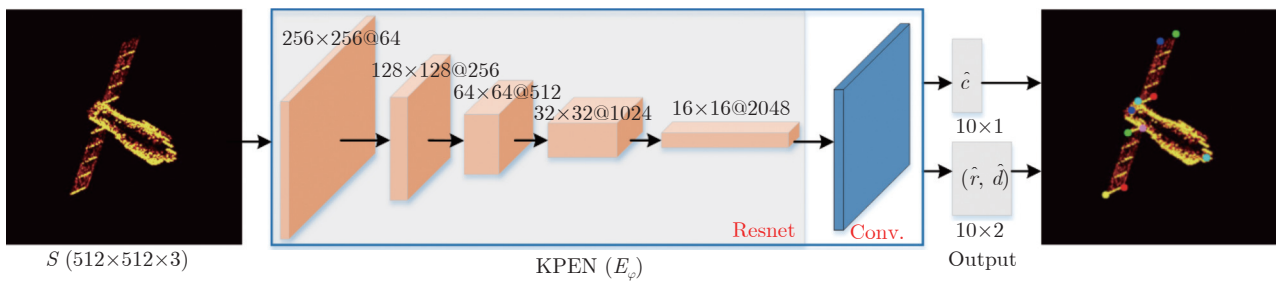 256×256@64
128×128@256
64×64@512
32×32@1024
16×16@2048
Resnet
Conv.
ĉ
10×1
(r̂, d̂)
10×2
S (512×512×3)
KPEN (E_φ)
Output